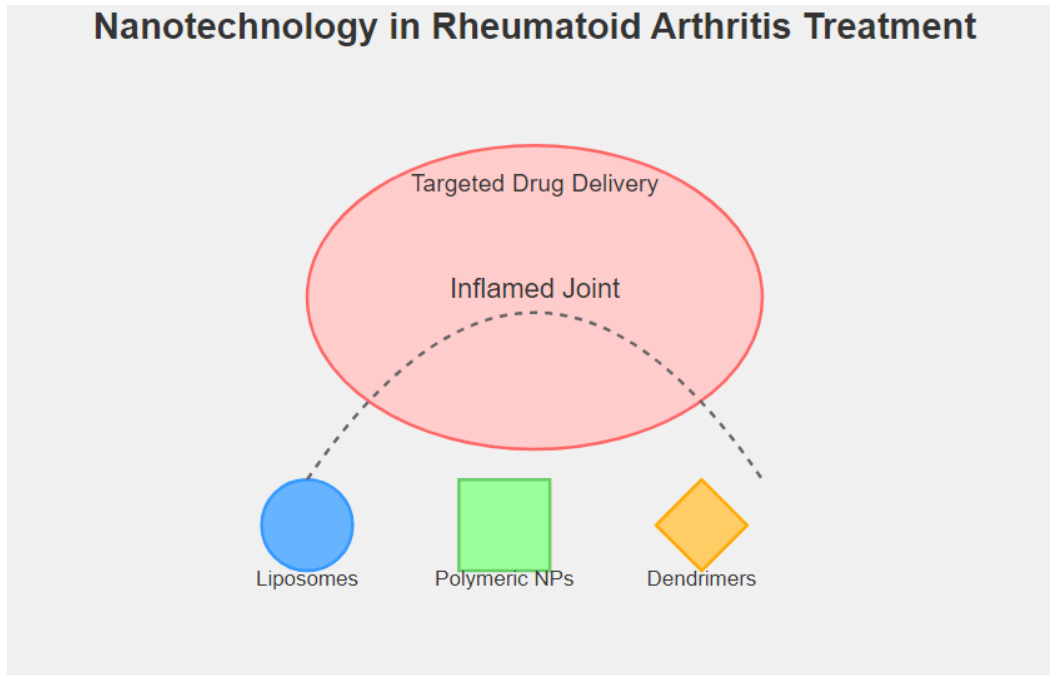 Nanotechnology in Rheumatoid Arthritis Treatment
Targeted Drug Delivery
Inflamed Joint
Liposomes
Polymeric NPs
Dendrimers